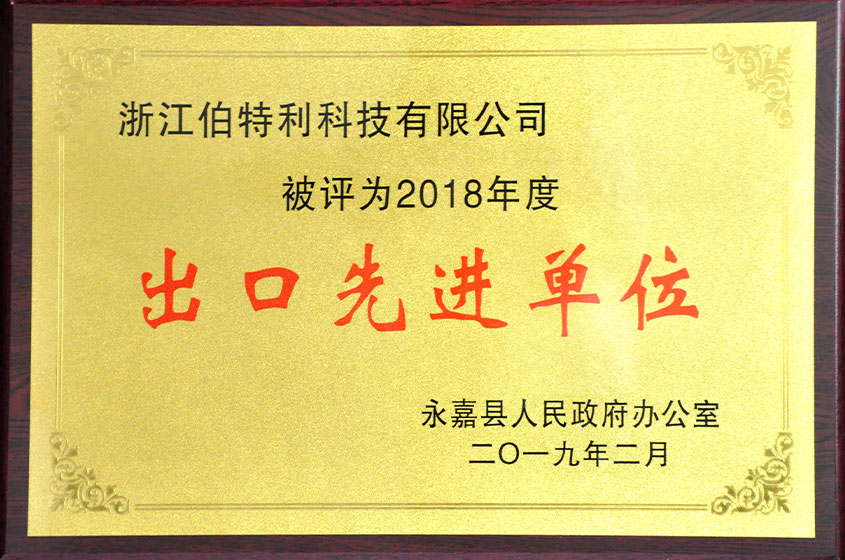 浙江伯特利科技有限公司
被评为2018年度
出口先进单位
永嘉县人民政府办公室
二〇一九年二月